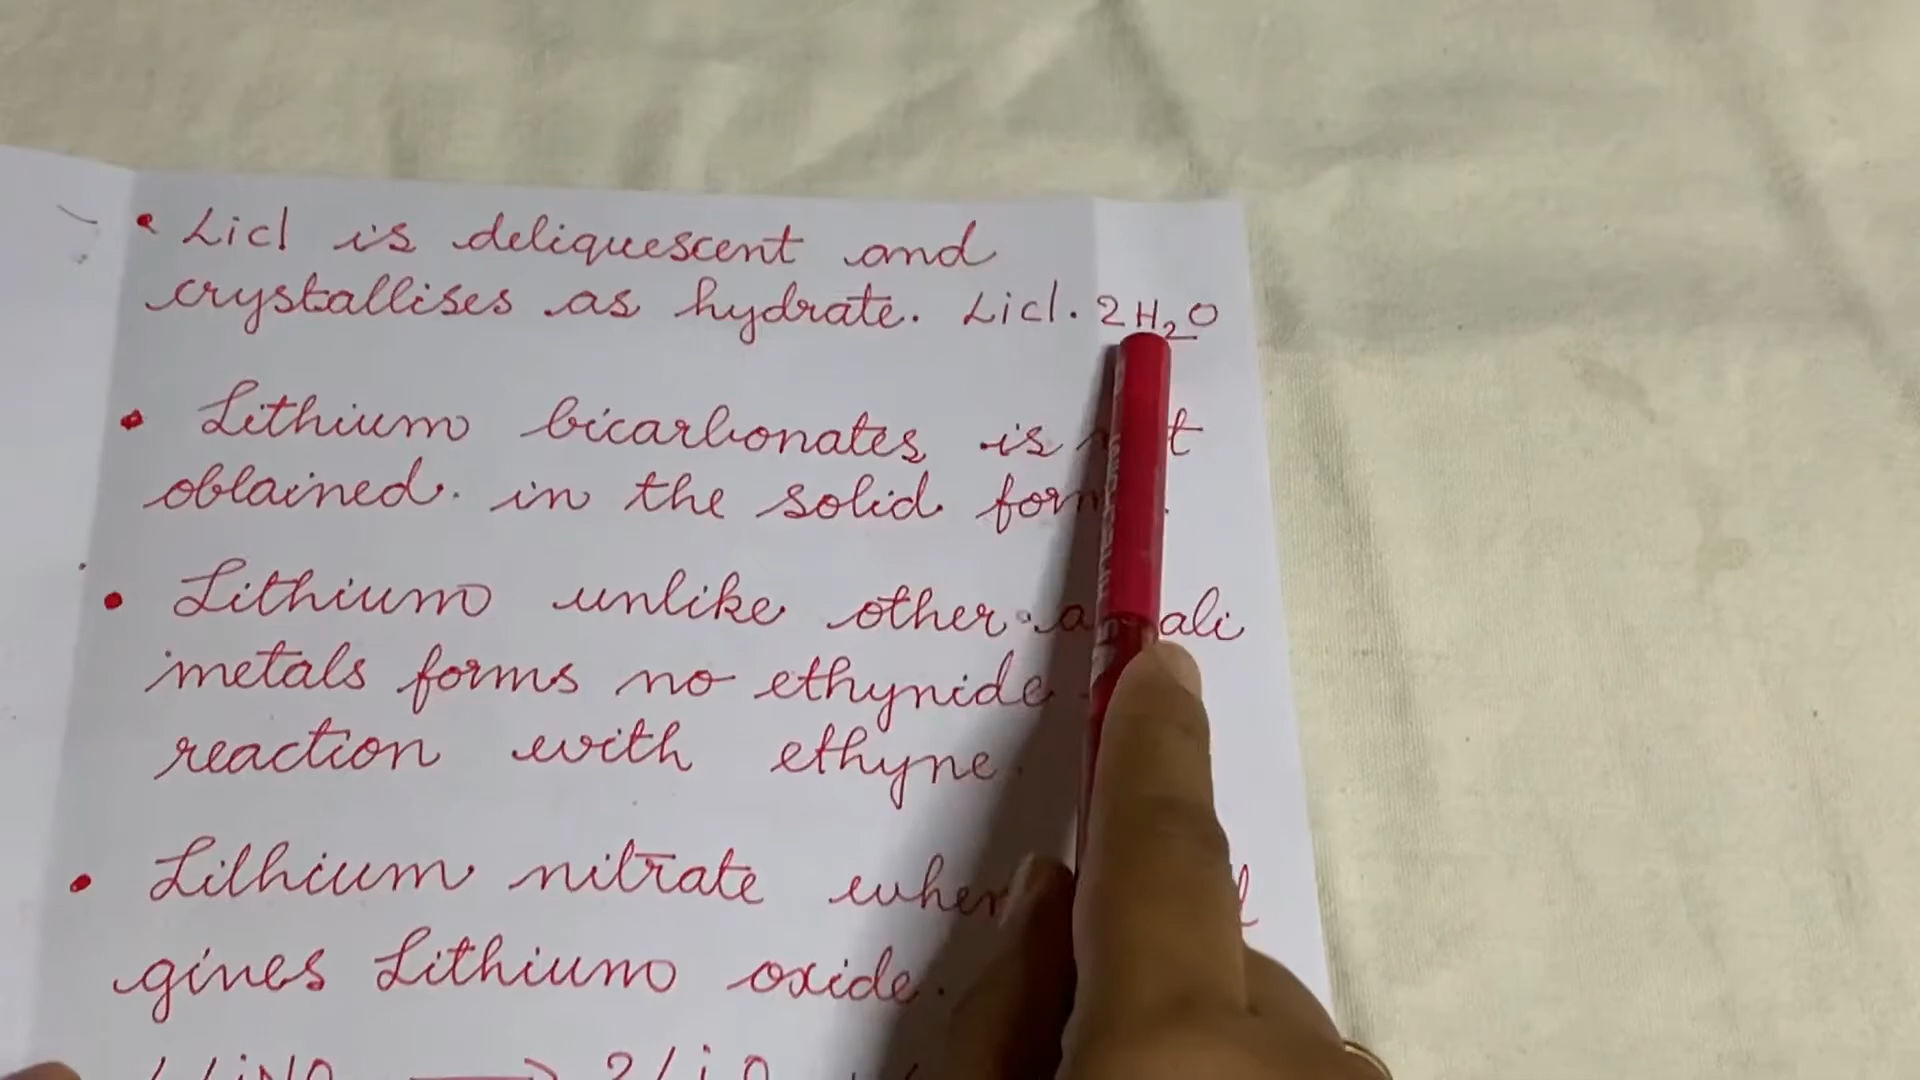 • Licl is deliquescent and
crystallises as hydrate. Licl. 2H₂O
• Lithium bicarbonates is
oblained. in the solid
• Lithium unlike other
metals forms no ethynide
reaction with ethyne.
• Lithium nitrate
gives Lithium oxide.